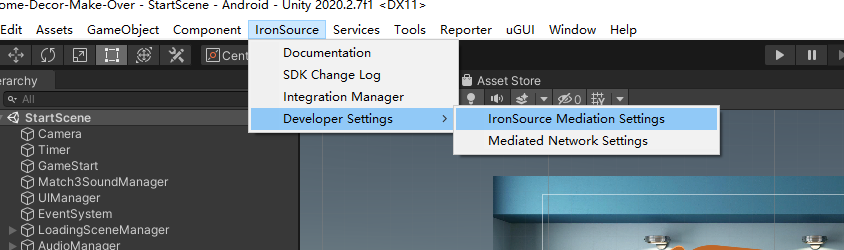 ome-Decor-Make-Over - StartScene - Android - Unity 2020.2.7f1 <DX11>
Edit Assets GameObject Component IronSource Services Tools Reporter uGUI Window Help
Cent
Documentation
SDK Change Log
Integration Manager
Developer Settings
IronSource Mediation Settings
Mediated Network Settings
Asset Store
0
erarchy
All
StartScene
Camera
Timer
GameStart
Match3SoundManager
UIManager
EventSystem
LoadingSceneManager
AudioManager